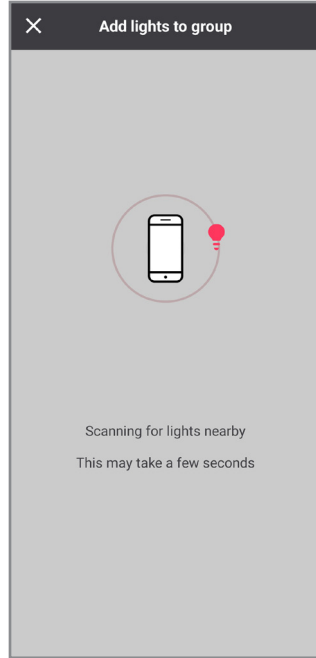 Add lights to group
Scanning for lights nearby
This may take a few seconds